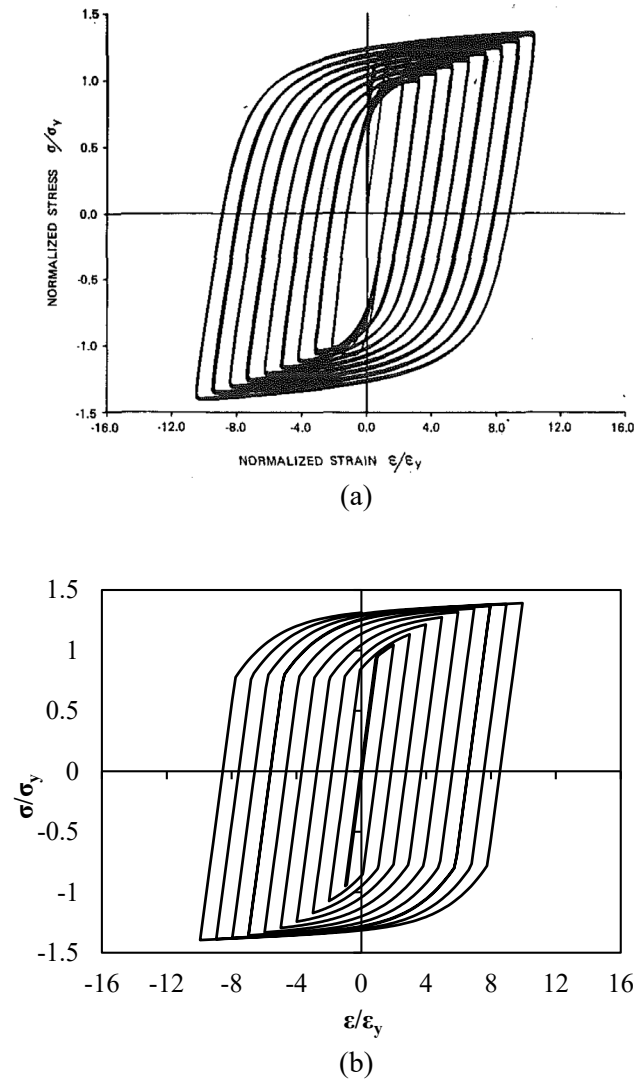 1.5
1.0
0.5
0.0
-0.5
-1.0
-1.5
NORMALIZED STRESS σ/σy
-16.0 -12.0 -8.0 -4.0 0.0 4.0 8.0 12.0 16.0
NORMALIZED STRAIN ε/εy
(a)
1.5
1
0.5
0
-0.5
-1
-1.5
σ/σy
-16 -12 -8 -4 0 4 8 12 16
ε/εy
(b)